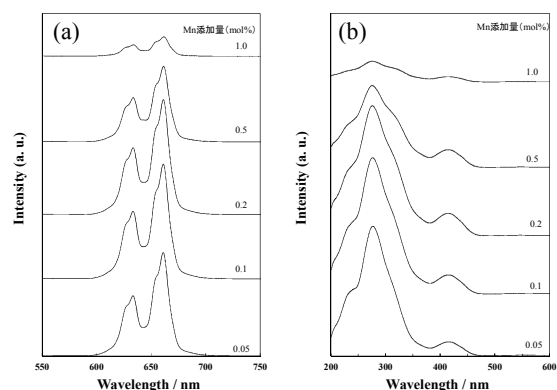 (a)
Mn添加量(mol%)
1.0
0.5
0.2
0.1
0.05
Intensity (a. u.)
550 600 650 700 750
Wavelength / nm
(b)
Mn添加量(mol%)
1.0
0.5
0.2
0.1
0.05
Intensity (a. u.)
200 300 400 500 600
Wavelength / nm